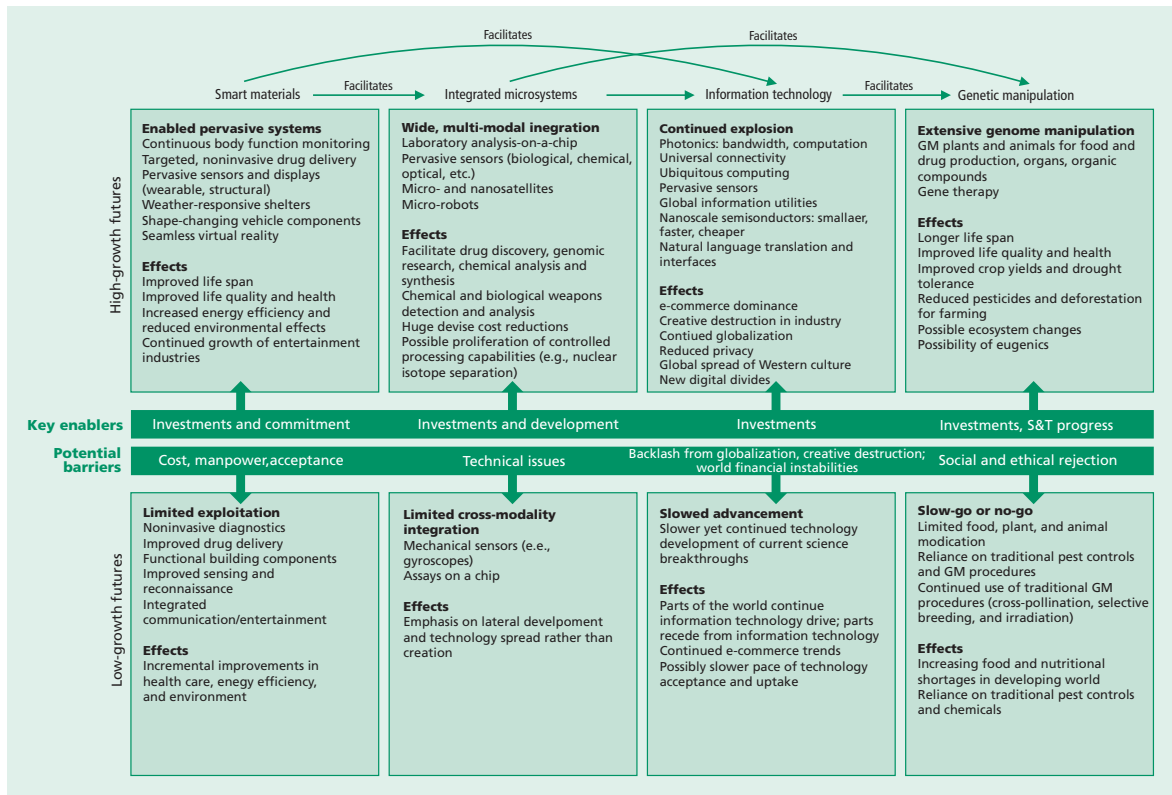 Facilitates
Facilitates
Smart materials
Facilitates
Integrated microsystems
Information technology
Facilitates
Genetic manipulation
High-growth futures
Enabled pervasive systems
Continuous body function monitoring
Targeted, noninvasive drug delivery
Pervasive sensors and displays
(wearable, structural)
Weather-responsive shelters
Shape-changing vehicle components
Seamless virtual reality
Effects
Improved life span
Improved life quality and health
Increased energy efficiency and
reduced environmental effects
Continued growth of entertainment
industries
Wide, multi-modal inegration
Laboratory analysis-on-a-chip
Pervasive sensors (biological, chemical,
optical, etc.)
Micro- and nanosatellites
Micro-robots
Effects
Facilitate drug discovery, genomic
research, chemical analysis and
synthesis
Chemical and biological weapons
detection and analysis
Huge devise cost reductions
Possible proliferation of controlled
processing capabilities (e.g., nuclear
isotope separation)
Continued explosion
Photonics: bandwidth, computation
Universal connectivity
Ubiquitous computing
Pervasive sensors
Global information utilities
Nanoscale semisonductors: smallaer,
faster, cheaper
Natural language translation and
interfaces
Effects
e-commerce dominance
Creative destruction in industry
Contiued globalization
Reduced privacy
Global spread of Western culture
New digital divides
Extensive genome manipulation
GM plants and animals for food and
drug production, organs, organic
compounds
Gene therapy
Effects
Longer life span
Improved life quality and health
Improved crop yields and drought
tolerance
Reduced pesticides and deforestation
for farming
Possible ecosystem changes
Possibility of eugenics
Key enablers
Investments and commitment
Investments and development
Investments
Investments, S&T progress
Potential
barriers
Cost, manpower,acceptance
Technical issues
Backlash from globalization, creative destruction;
world financial instabilities
Social and ethical rejection
Low-growth futures
Limited exploitation
Noninvasive diagnostics
Improved drug delivery
Functional building components
Improved sensing and
reconnaissance
Integrated
communication/entertainment
Effects
Incremental improvements in
health care, enegy efficiency,
and environment
Limited cross-modality
integration
Mechanical sensors (e.e.,
gyroscopes)
Assays on a chip
Effects
Emphasis on lateral develpoment
and technology spread rather than
creation
Slowed advancement
Slower yet continued technology
development of current science
breakthroughs
Effects
Parts of the world continue
information technology drive; parts
recede from information technology
Continued e-commerce trends
Possibly slower pace of technology
acceptance and uptake
Slow-go or no-go
Limited food, plant, and animal
modication
Reliance on traditional pest controls
and GM procedures
Continued use of traditional GM
procedures (cross-pollination, selective
breeding, and irradiation)
Effects
Increasing food and nutritional
shortages in developing world
Reliance on traditional pest controls
and chemicals